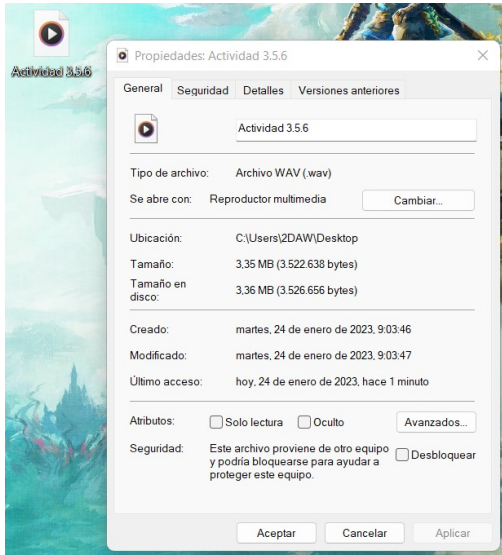 Actividad 3.5.6
Propiedades: Actividad 3.5.6
General Seguridad Detalles Versiones anteriores
Actividad 3.5.6
Tipo de archivo: Archivo WAV (.wav)
Se abre con: Reproductor multimedia Cambiar...
Ubicación: C:\Users\2DAW\Desktop
Tamaño: 3,35 MB (3.522.638 bytes)
Tamaño en
disco: 3,36 MB (3.526.656 bytes)
Creado: martes, 24 de enero de 2023, 9:03:46
Modificado: martes, 24 de enero de 2023, 9:03:47
Último acceso: hoy, 24 de enero de 2023, hace 1 minuto
Atributos: Solo lectura Oculto Avanzados...
Seguridad: Este archivo proviene de otro equipo
y podría bloquearse para ayudar a
proteger este equipo.
Desbloquear
Aceptar Cancelar Aplicar